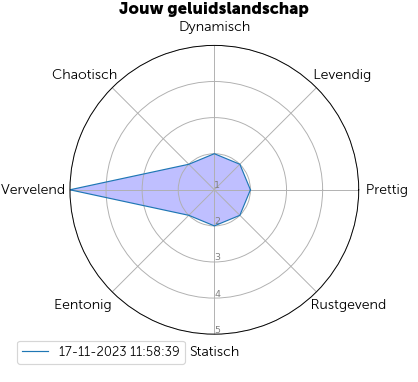 Jouw geluidslandschap
Dynamisch
Chaotisch
Levendig
Vervelend
Prettig
1
2
3
4
5
Eentonig
Rustgevend
Statisch
17-11-2023 11:58:39